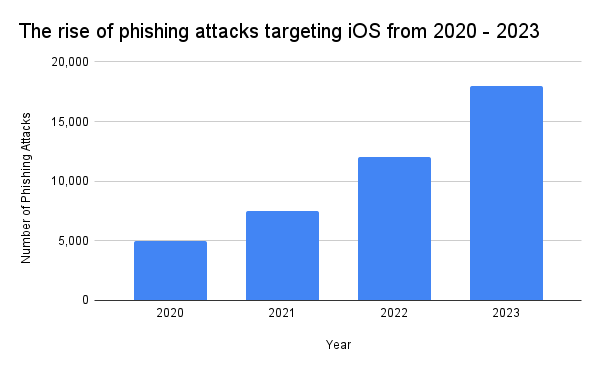 The rise of phishing attacks targeting iOS from 2020 - 2023
Number of Phishing Attacks
20,000
15,000
10,000
5,000
0
2020 2021 2022 2023
Year